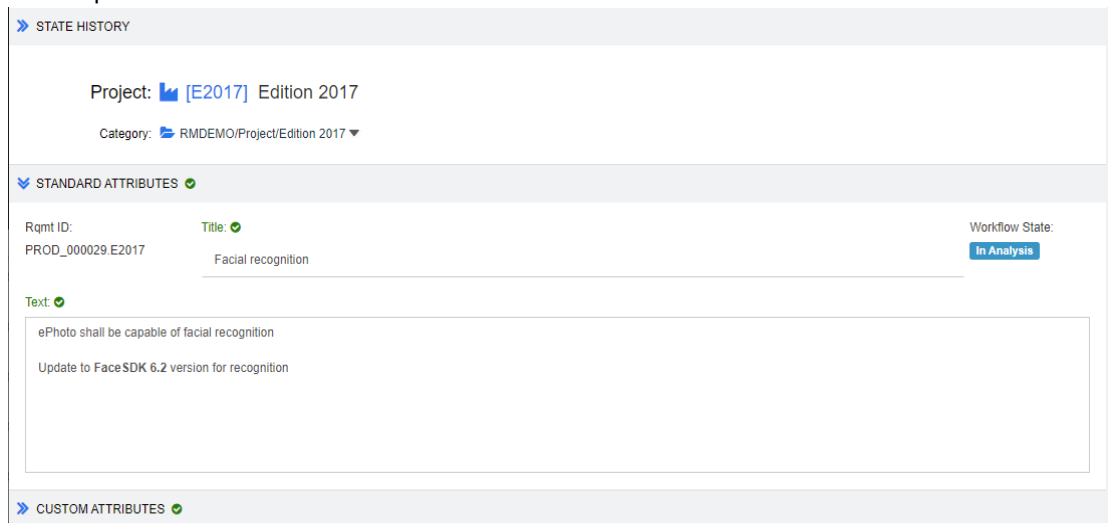 STATE HISTORY
Project: [E2017] Edition 2017
Category: RMDEMO/Project/Edition 2017
STANDARD ATTRIBUTES
Rqmt ID: Title: Workflow State:
PROD_000029.E2017 Facial recognition In Analysis
Text:
ePhoto shall be capable of facial recognition
Update to FaceSDK 6.2 version for recognition
CUSTOM ATTRIBUTES